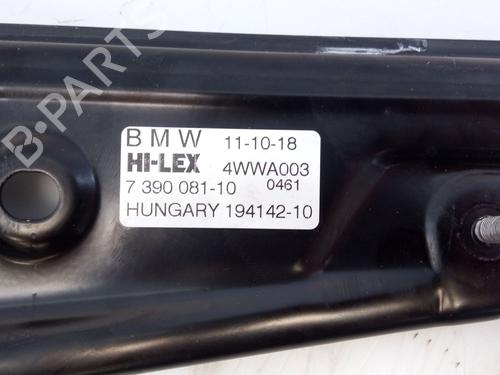 BMW 11-10-18
HI-LEX 4WWA003
7 390 081-10 0461
HUNGARY 194142-10
B-PARTS